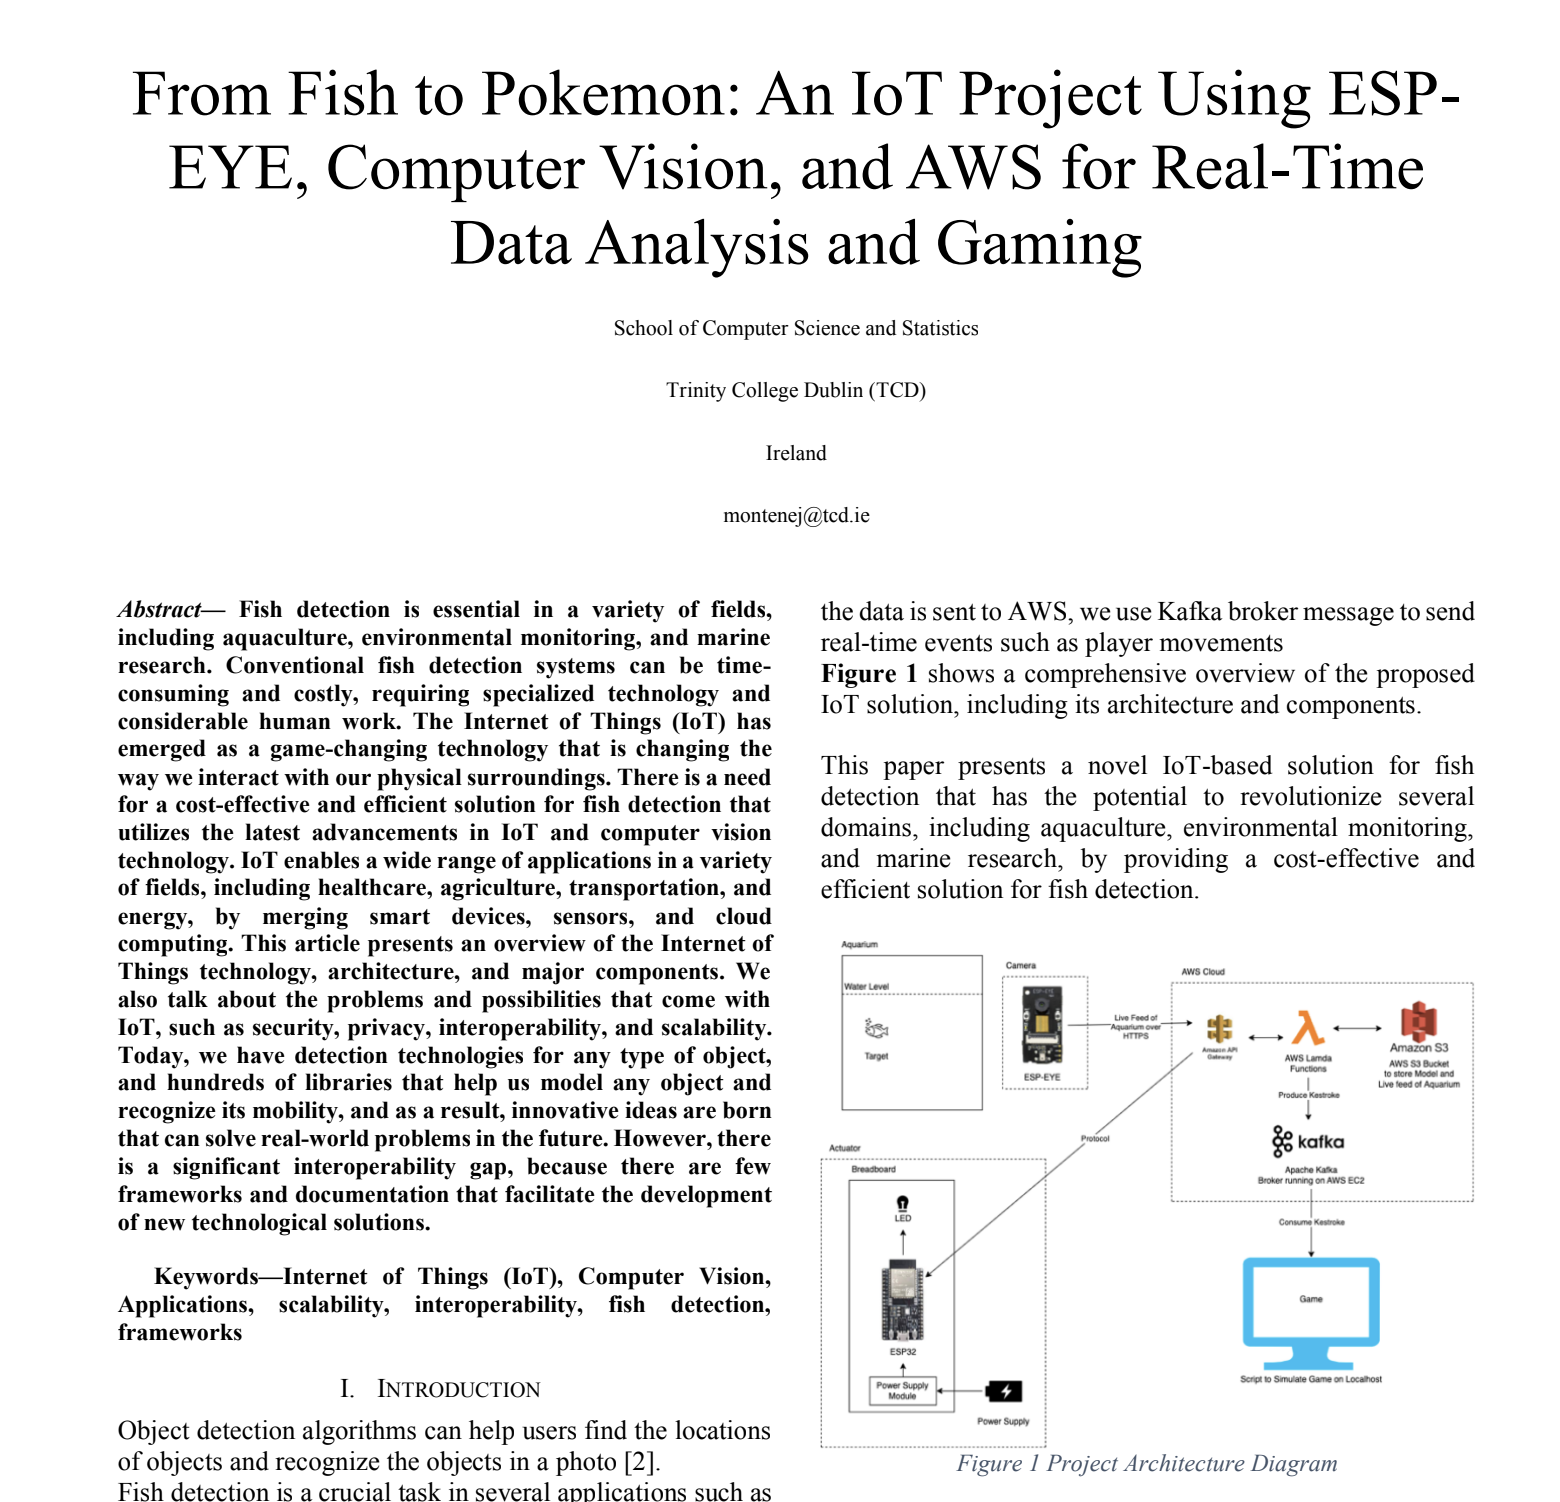 From Fish to Pokemon: An IoT Project Using ESP-
EYE, Computer Vision, and AWS for Real-Time
Data Analysis and Gaming
School of Computer Science and Statistics
Trinity College Dublin (TCD)
Ireland
montenej@tcd.ie
Abstract— Fish detection is essential in a variety of fields,
including aquaculture, environmental monitoring, and marine
research. Conventional fish detection systems can be time-
consuming and costly, requiring specialized technology and
considerable human work. The Internet of Things (IoT) has
emerged as a game-changing technology that is changing the
way we interact with our physical surroundings. There is a need
for a cost-effective and efficient solution for fish detection that
utilizes the latest advancements in IoT and computer vision
technology. IoT enables a wide range of applications in a variety
of fields, including healthcare, agriculture, transportation, and
energy, by merging smart devices, sensors, and cloud
computing. This article presents an overview of the Internet of
Things technology, architecture, and major components. We
also talk about the problems and possibilities that come with
IoT, such as security, privacy, interoperability, and scalability.
Today, we have detection technologies for any type of object,
and hundreds of libraries that help us model any object and
recognize its mobility, and as a result, innovative ideas are born
that can solve real-world problems in the future. However, there
is a significant interoperability gap, because there are few
frameworks and documentation that facilitate the development
of new technological solutions.
Keywords—Internet of Things (IoT), Computer Vision,
Applications, scalability, interoperability, fish detection,
frameworks
I. INTRODUCTION
Object detection algorithms can help users find the locations
of objects and recognize the objects in a photo [2].
Fish detection is a crucial task in several applications such as
the data is sent to AWS, we use Kafka broker message to send
real-time events such as player movements
Figure 1 shows a comprehensive overview of the proposed
IoT solution, including its architecture and components.
This paper presents a novel IoT-based solution for fish
detection that has the potential to revolutionize several
domains, including aquaculture, environmental monitoring,
and marine research, by providing a cost-effective and
efficient solution for fish detection.
Aquarium
Water Level
Target
Camera
ESP-EYE
ESP-EYE
Live Feed of
Aquarium over
HTTPS
AWS Cloud
Amazon API
Gateway
AWS Lamda
Functions
Amazon S3
AWS S3 Bucket
to store Model and
Live feed of Aquarium
Produce Kestroke
kafka
Apache Kafka
Broker running on AWS EC2
Consume Kestroke
Game
Script to Simulate Game on Localhost
Protocol
Actuator
Breadboard
LED
ESP32
Power Supply
Module
Power Supply
Figure 1 Project Architecture Diagram